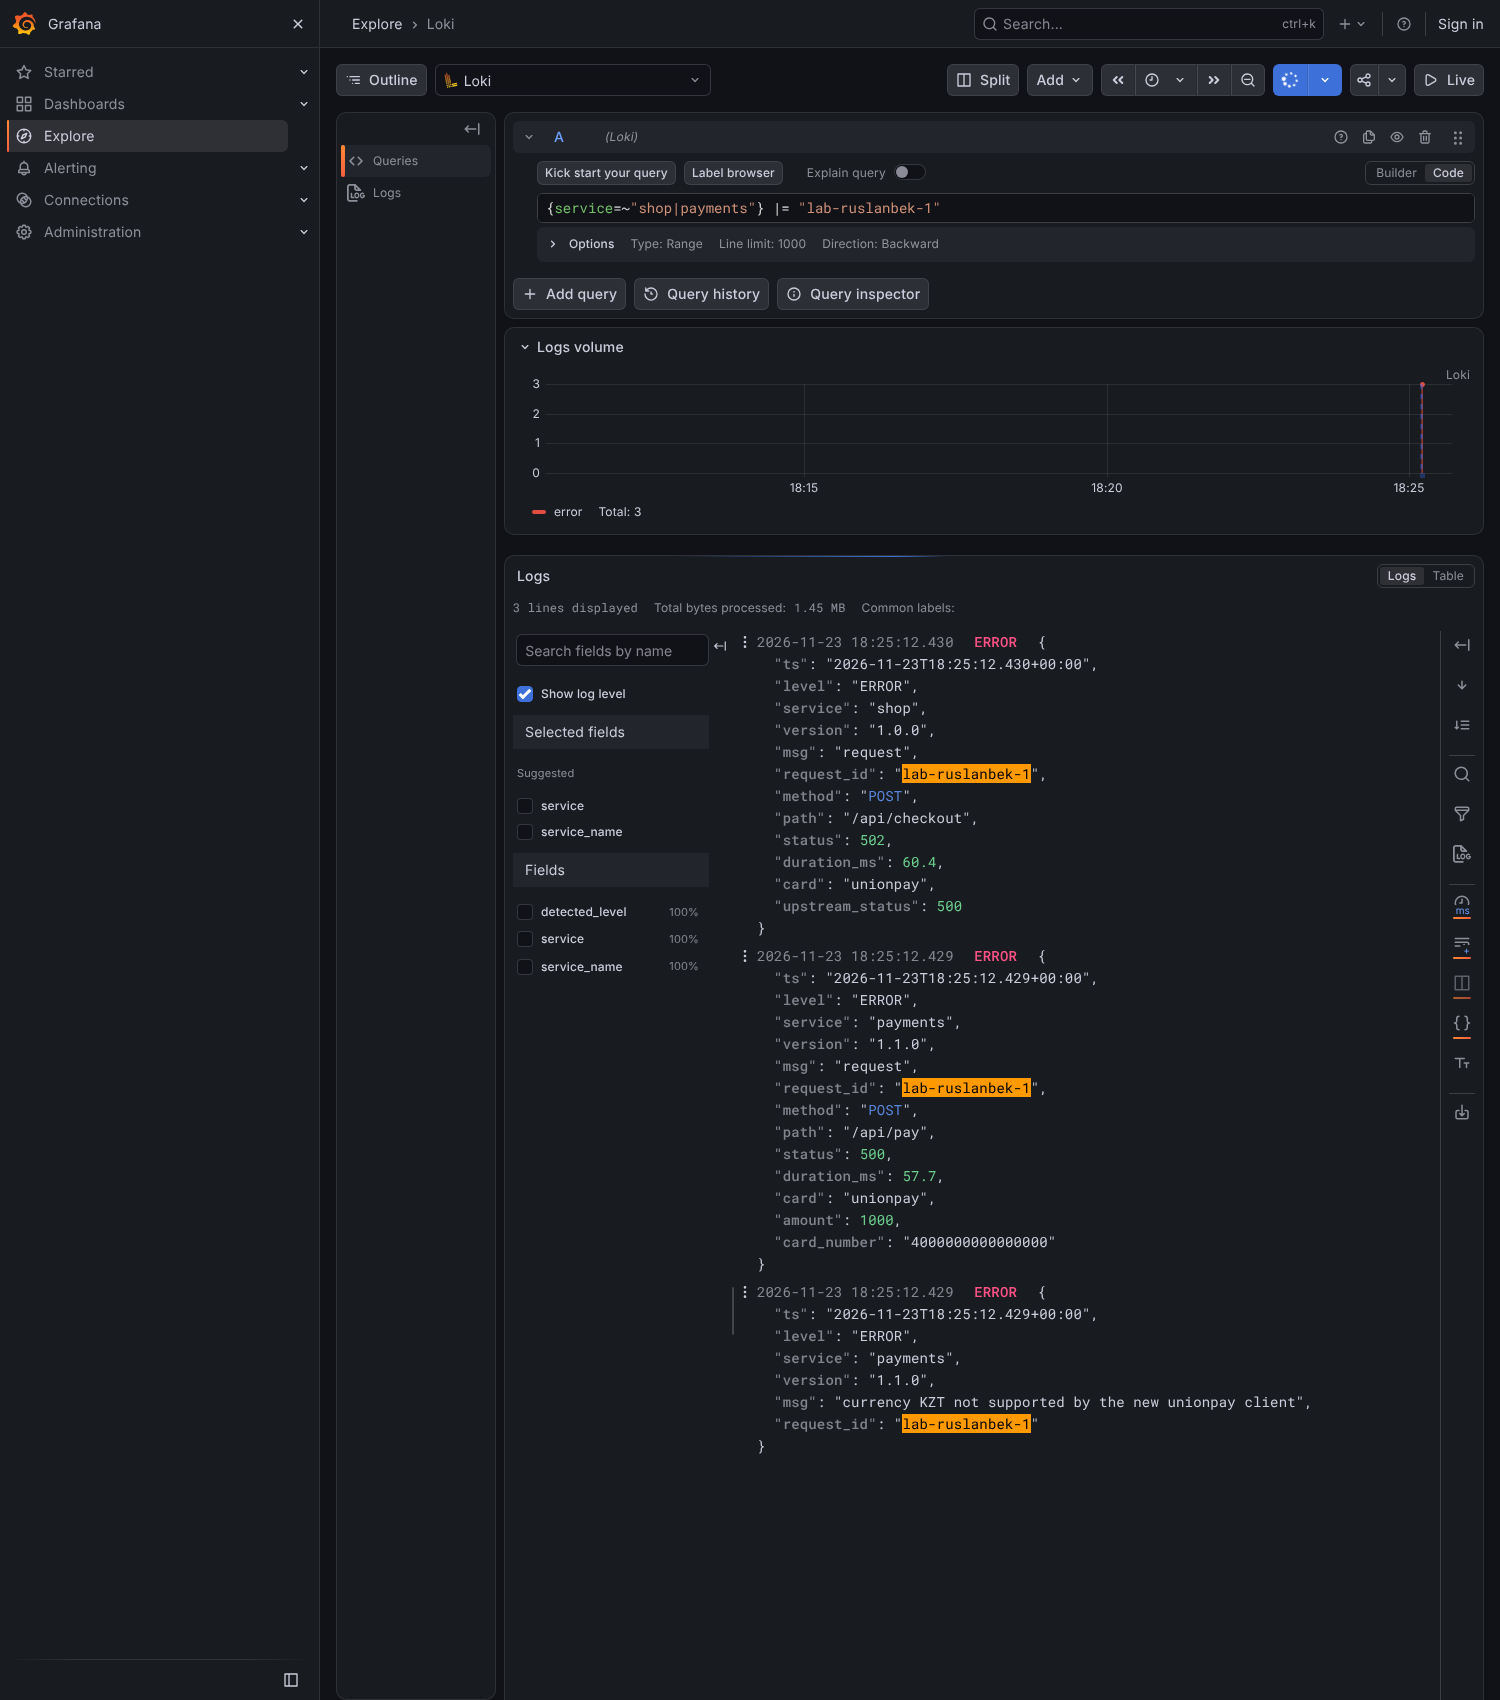 Grafana
Explore › Loki
Search...
ctrl+k
Sign in
Starred
Dashboards
Explore
Alerting
Connections
Administration
Outline
Loki
Split
Add
Live
Queries
Logs
A (Loki)
Kick start your query
Label browser
Explain query
Builder
Code
{service=~"shop|payments"} |= "lab-ruslanbek-1"
Options Type: Range Line limit: 1000 Direction: Backward
Add query
Query history
Query inspector
Logs volume
Loki
3
2
1
0
18:15
18:20
18:25
error Total: 3
Logs
Logs
Table
3 lines displayed Total bytes processed: 1.45 MB Common labels:
Search fields by name
Show log level
Selected fields
Suggested
service
service_name
Fields
detected_level 100%
service 100%
service_name 100%
2026-11-23 18:25:12.430 ERROR {
"ts": "2026-11-23T18:25:12.430+00:00",
"level": "ERROR",
"service": "shop",
"version": "1.0.0",
"msg": "request",
"request_id": "lab-ruslanbek-1",
"method": "POST",
"path": "/api/checkout",
"status": 502,
"duration_ms": 60.4,
"card": "unionpay",
"upstream_status": 500
}
2026-11-23 18:25:12.429 ERROR {
"ts": "2026-11-23T18:25:12.429+00:00",
"level": "ERROR",
"service": "payments",
"version": "1.1.0",
"msg": "request",
"request_id": "lab-ruslanbek-1",
"method": "POST",
"path": "/api/pay",
"status": 500,
"duration_ms": 57.7,
"card": "unionpay",
"amount": 1000,
"card_number": "4000000000000000"
}
2026-11-23 18:25:12.429 ERROR {
"ts": "2026-11-23T18:25:12.429+00:00",
"level": "ERROR",
"service": "payments",
"version": "1.1.0",
"msg": "currency KZT not supported by the new unionpay client",
"request_id": "lab-ruslanbek-1"
}
LOG
LOG
ms
{}
TT